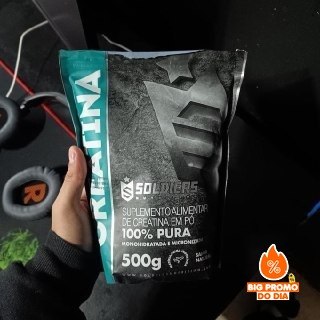 CREATINA
SOLDIERS
SUPLEMENTO ALIMENTAR
DE CREATINA EM PÓ
100% PURA
MONOHIDRATADA E MICRONIZADA
500g
BIG PROMO
DO DIA